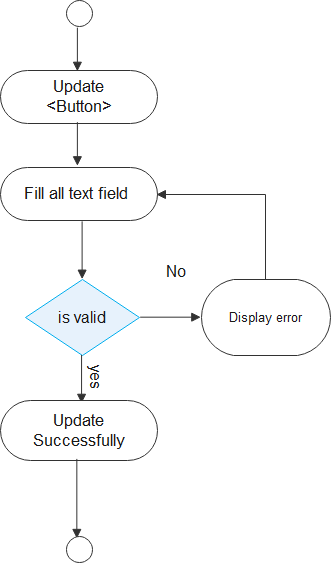 Update
<Button>
Fill all text field
No
is valid
Display error
yes
Update
Successfully